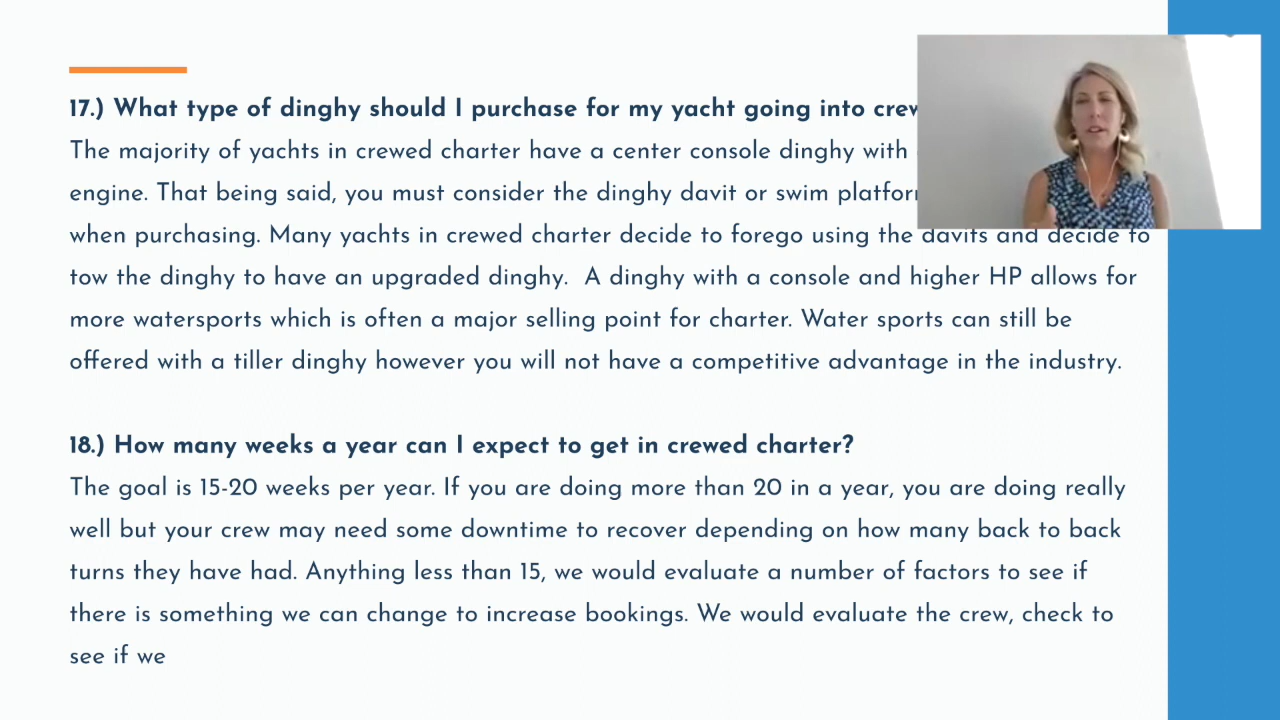 17.) What type of dinghy should I purchase for my yacht going into
The majority of yachts in crewed charter have a center console dinghy with
engine. That being said, you must consider the dinghy davit or swim
when purchasing. Many yachts in crewed charter decide to forego using the davits and decide to
tow the dinghy to have an upgraded dinghy.  A dinghy with a console and higher HP allows for
more watersports which is often a major selling point for charter. Water sports can still be
offered with a tiller dinghy however you will not have a competitive advantage in the industry.
18.) How many weeks a year can I expect to get in crewed charter?
The goal is 15-20 weeks per year. If you are doing more than 20 in a year, you are doing really
well but your crew may need some downtime to recover depending on how many back to back
turns they have had. Anything less than 15, we would evaluate a number of factors to see if
there is something we can change to increase bookings. We would evaluate the crew, check to
see if we